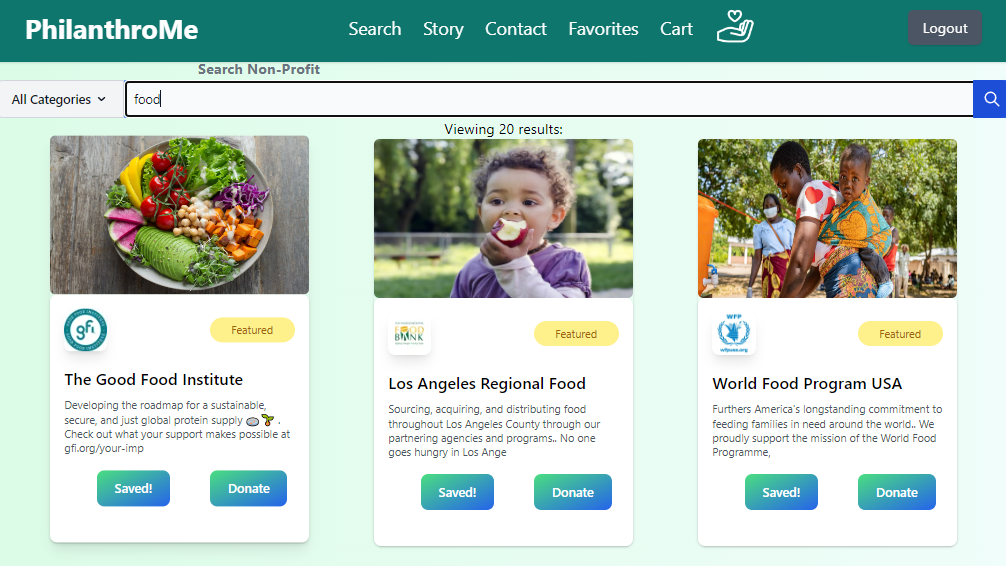 PhilanthroMe
Search Story Contact Favorites Cart
Logout
Search Non-Profit
All Categories
food
Viewing 20 results:
gfi
Featured
The Good Food Institute
Developing the roadmap for a sustainable,
secure, and just global protein supply 🥔🌱 .
Check out what your support makes possible at
gfi.org/your-imp
Saved! Donate
FOOD
BANK
Featured
Los Angeles Regional Food
Sourcing, acquiring, and distributing food
throughout Los Angeles County through our
partnering agencies and programs.. No one
goes hungry in Los Ange
Saved! Donate
WFP
wfpusa.org
Featured
World Food Program USA
Furthers America's longstanding commitment to
feeding families in need around the world.. We
proudly support the mission of the World Food
Programme,
Saved! Donate